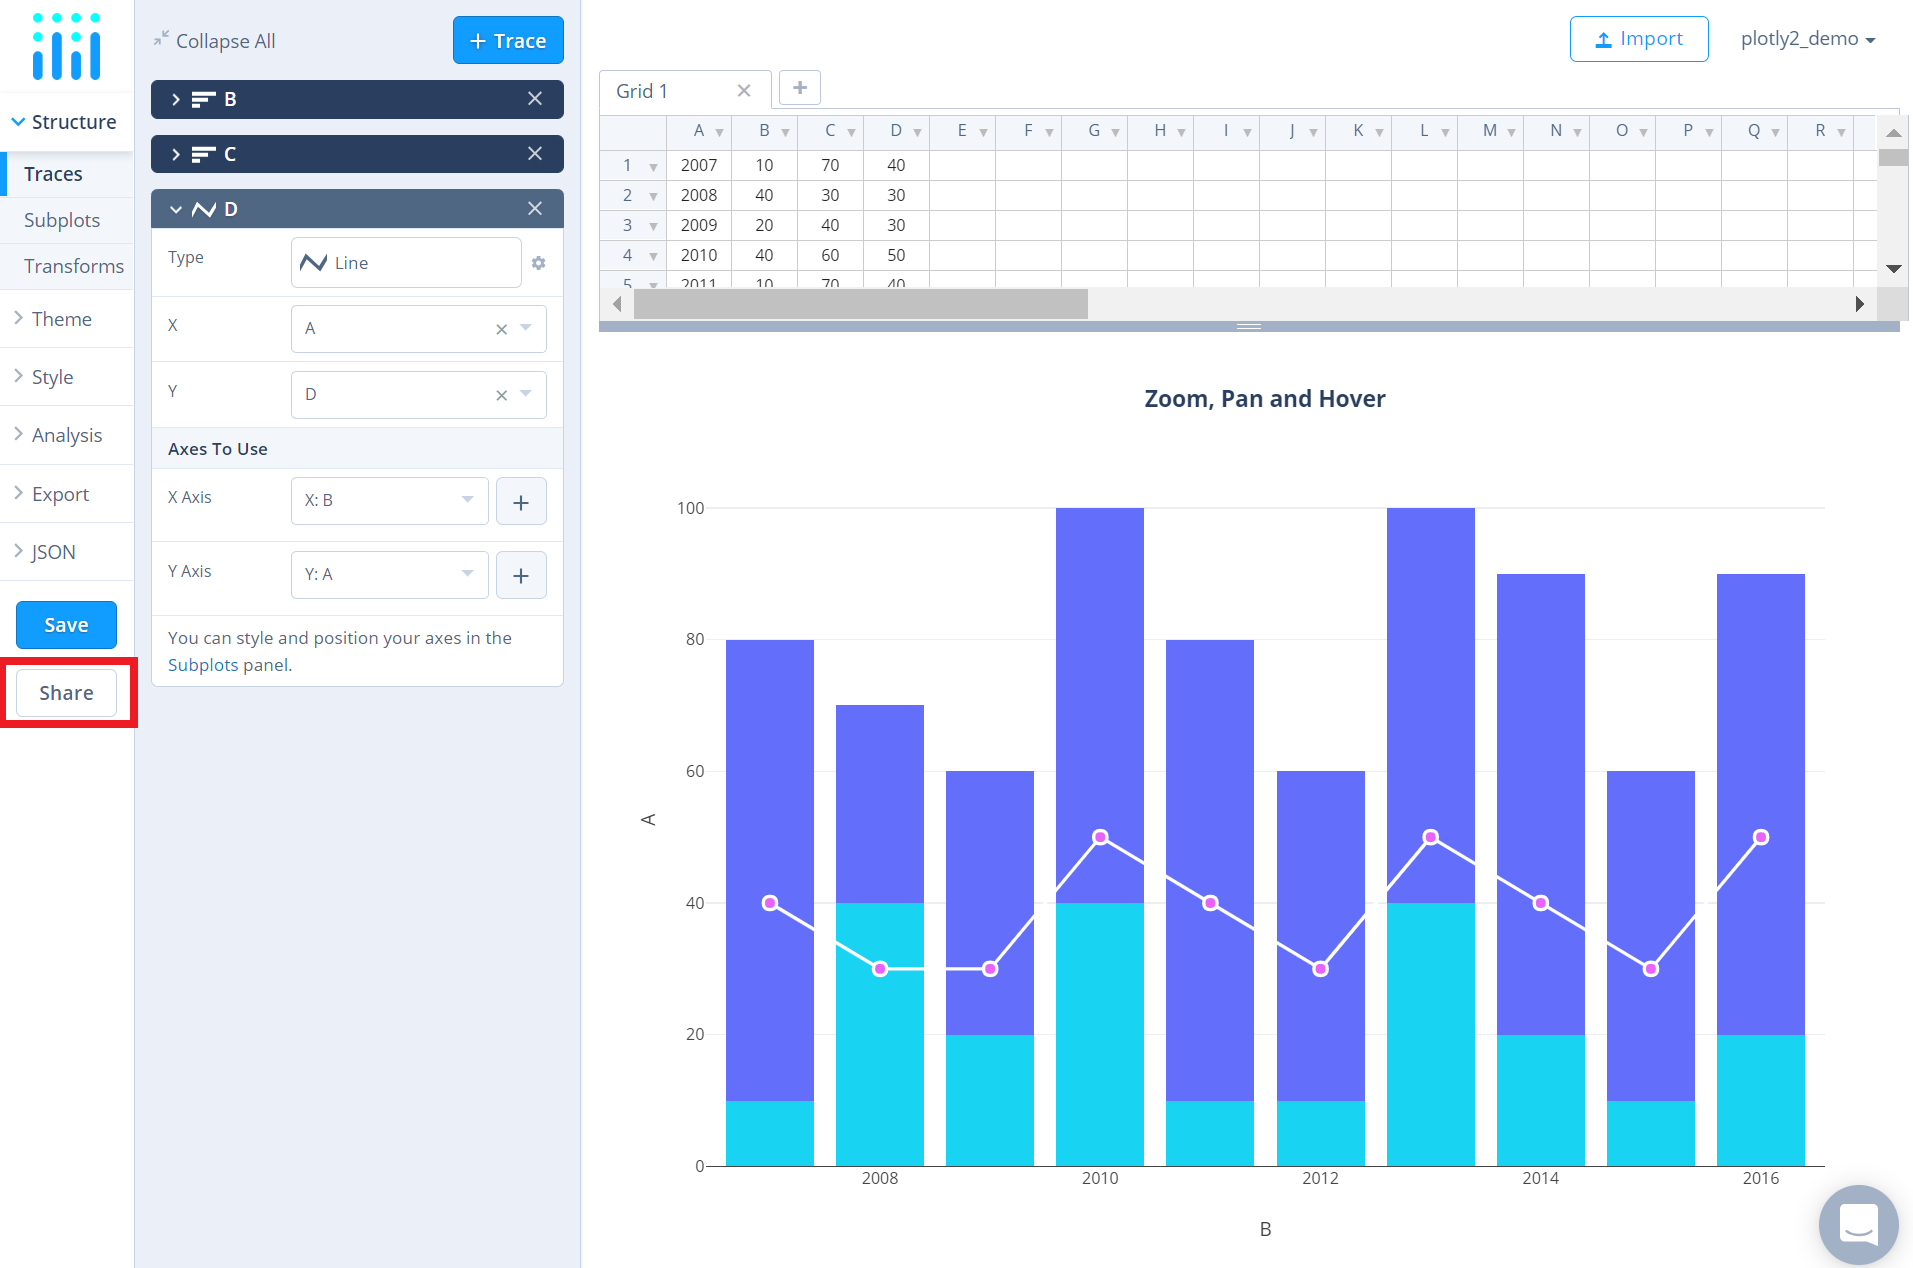 Collapse All
+ Trace
Import
plotly2_demo
Structure
Traces
Subplots
Transforms
Theme
Style
Analysis
Export
JSON
Save
Share
B
C
D
Type
Line
X
A
Y
D
Axes To Use
X Axis
X: B
+
Y Axis
Y: A
+
You can style and position your axes in the
Subplots panel.
Grid 1
+
A B C D E F G H I J K L M N O P Q R
1 2007 10 70 40
2 2008 40 30 30
3 2009 20 40 30
4 2010 40 60 50
5 2011 10 70 40
Zoom, Pan and Hover
100
80
60
40
20
0
A
2008 2010 2012 2014 2016
B